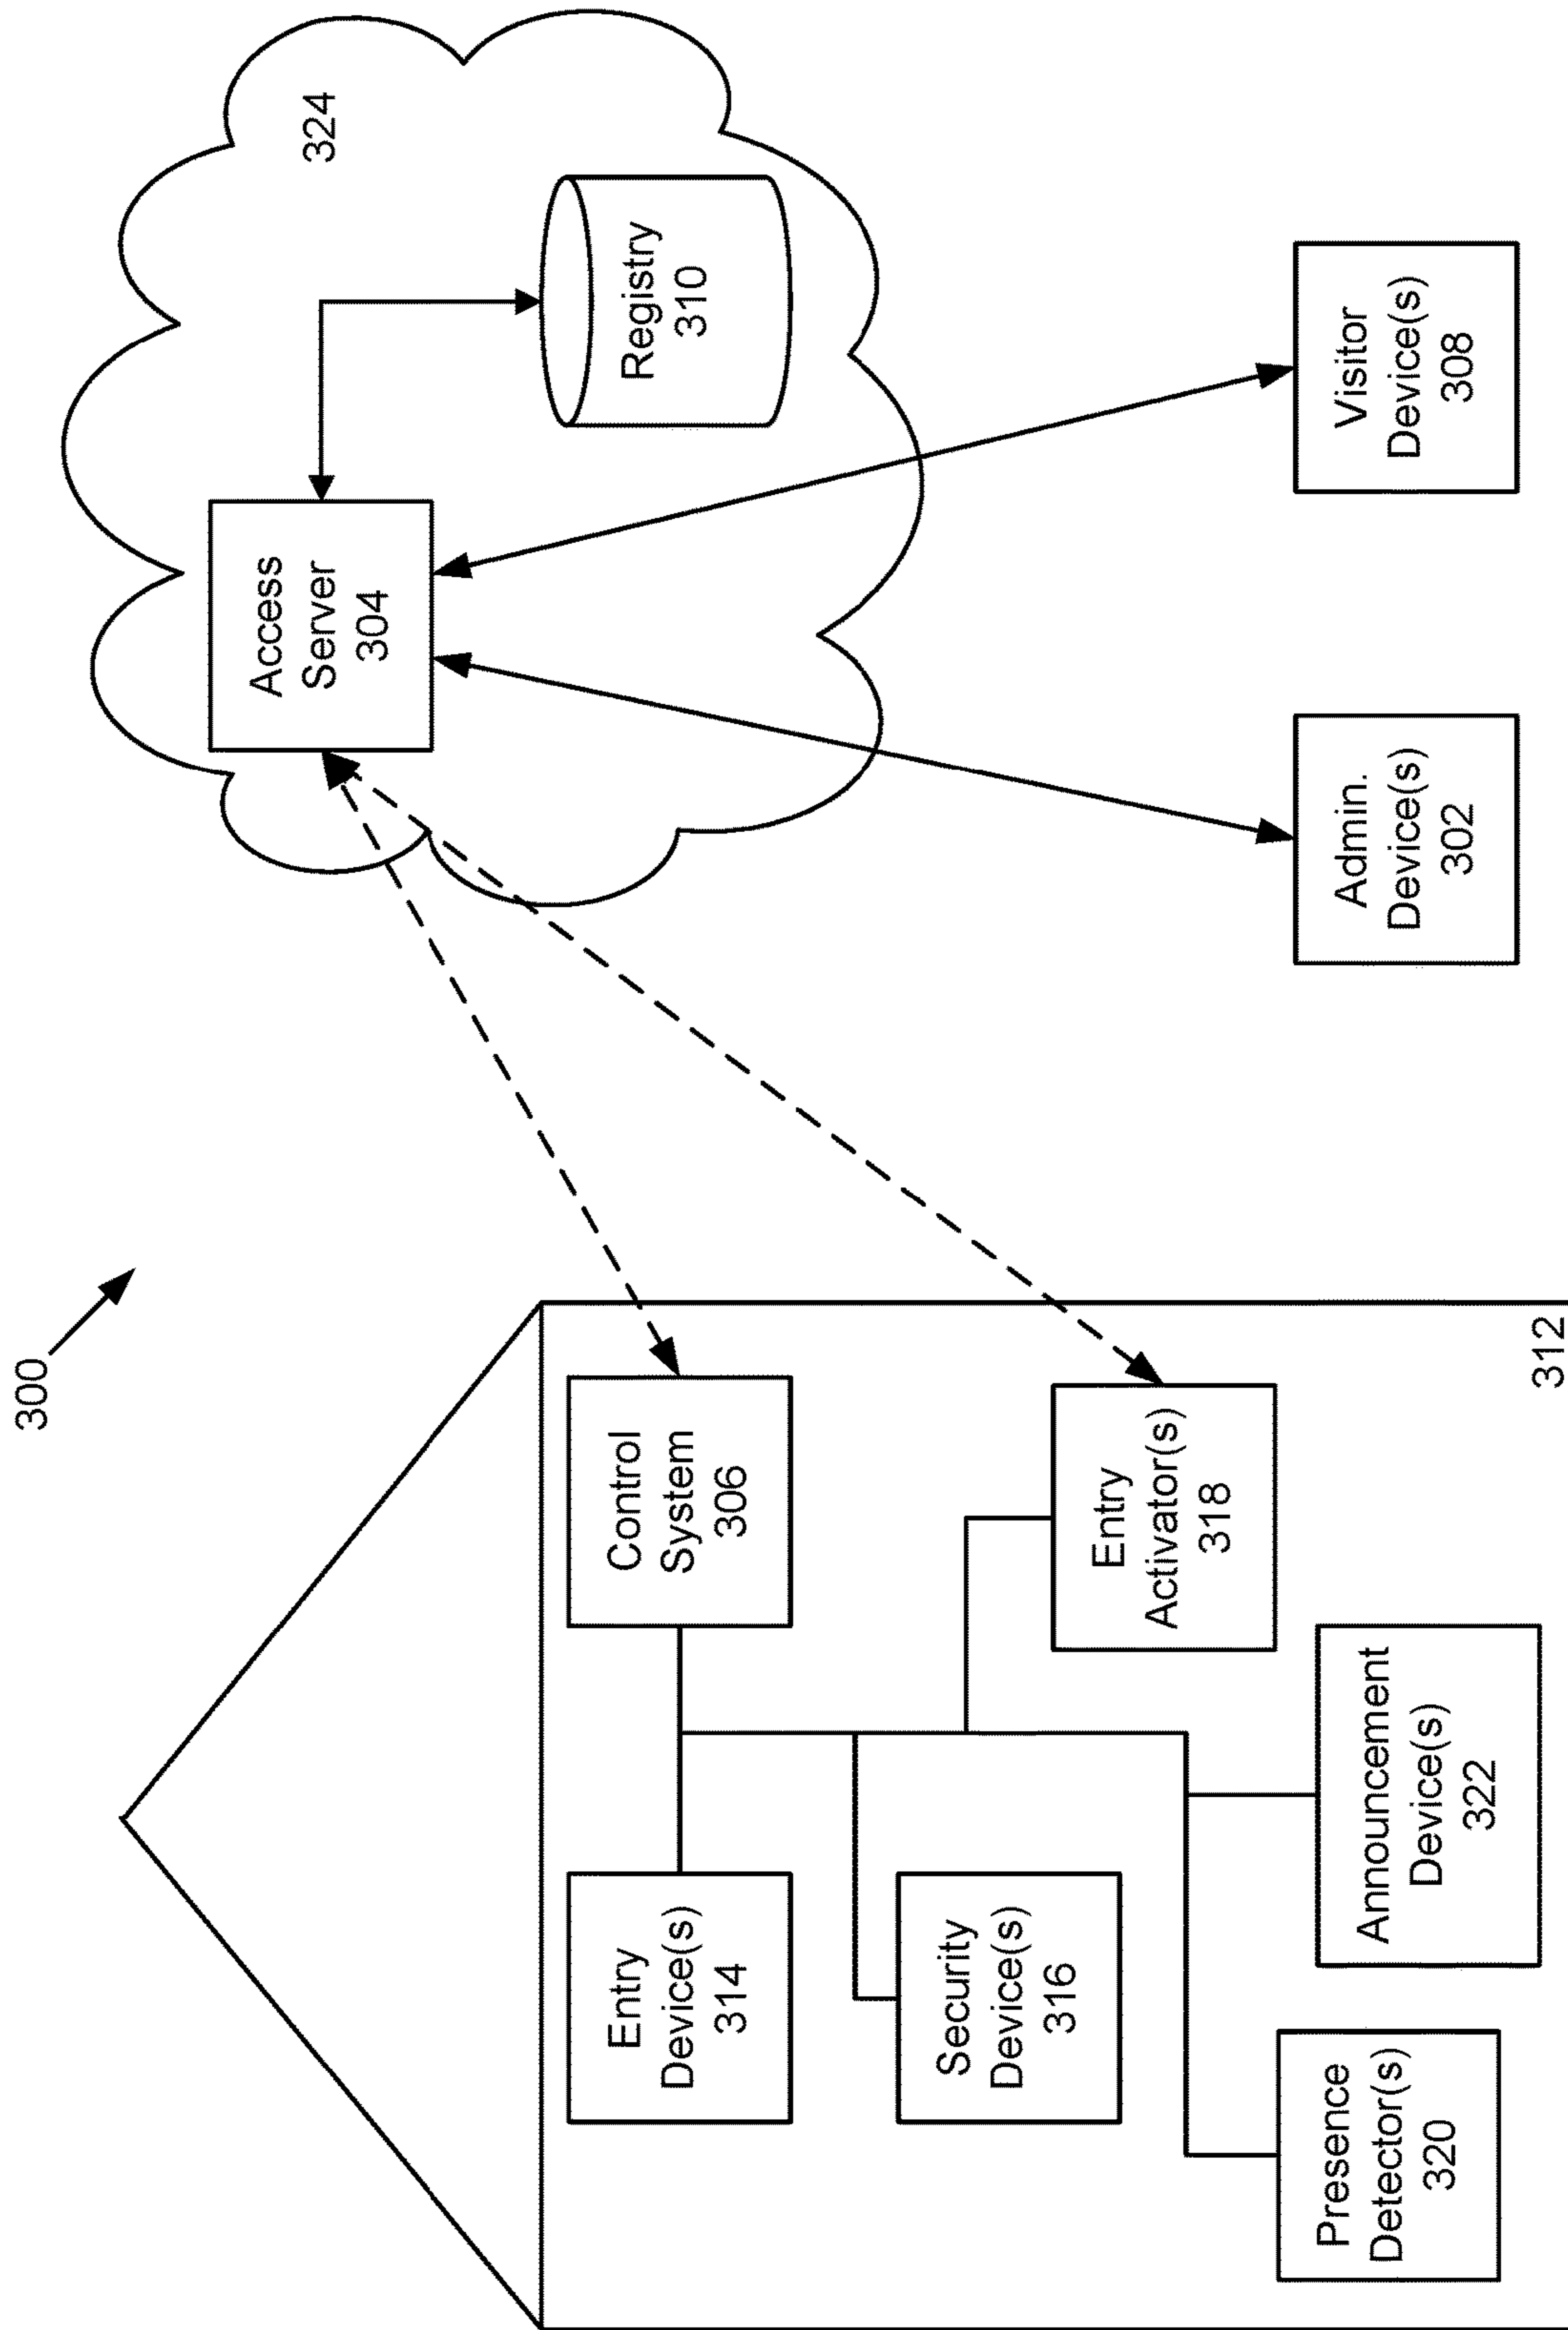 300
324
Access
Server
304
Registry
310
Control
System
306
Entry
Device(s)
314
Security
Device(s)
316
Entry
Activator(s)
318
Presence
Detector(s)
320
Announcement
Device(s)
322
312
Admin.
Device(s)
302
Visitor
Device(s)
308